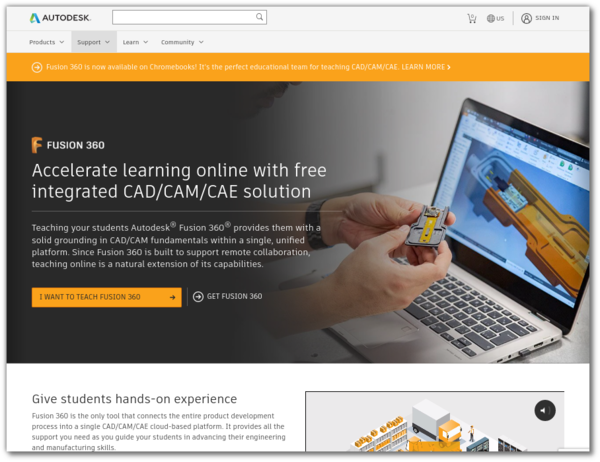 AUTODESK.
0
US
SIGN IN
Products
Support
Learn
Community
Fusion 360 is now available on Chromebooks! It's the perfect educational team for teaching CAD/CAM/CAE. LEARN MORE
FUSION 360
Accelerate learning online with free
integrated CAD/CAM/CAE solution
Teaching your students Autodesk® Fusion 360® provides them with a
solid grounding in CAD/CAM fundamentals within a single, unified
platform. Since Fusion 360 is built to support remote collaboration,
teaching online is a natural extension of its capabilities.
I WANT TO TEACH FUSION 360
GET FUSION 360
Give students hands-on experience
Fusion 360 is the only tool that connects the entire product development
process into a single CAD/CAM/CAE cloud-based platform. It provides all the
support you need as you guide your students in advancing their engineering
and manufacturing skills.